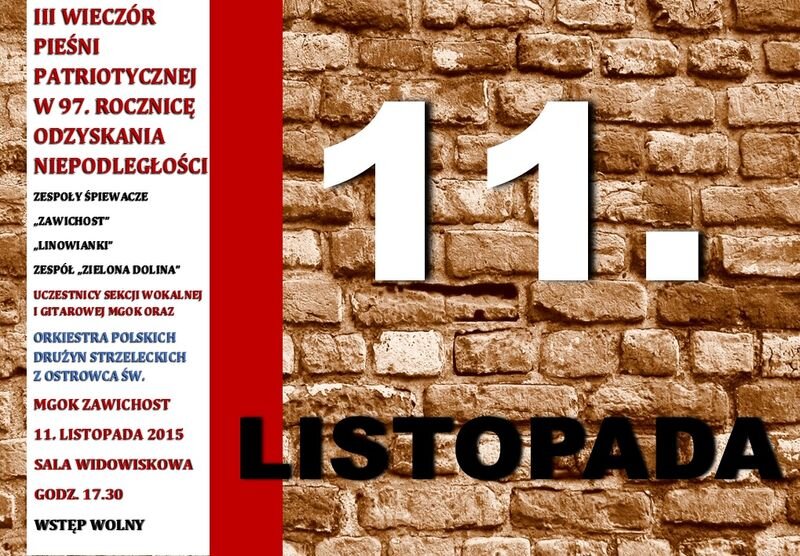 III WIECZÓR
PIEŚNI
PATRIOTYCZNEJ
W 97. ROCZNICĘ
ODZYSKANIA
NIEPODLEGŁOŚCI
ZESPOŁY ŚPIEWACZE
„ZAWICHOST”
„LINOWIANKI”
ZESPÓŁ „ZIELONA DOLINA”
UCZESTNICY SEKCJI WOKALNEJ
I GITAROWEJ MGOK ORAZ
ORKIESTRA POLSKICH
DRUŻYN STRZELECKICH
Z OSTROWCA ŚW.
MGOK ZAWICHOST
11. LISTOPADA 2015
SALA WIDOWISKOWA
GODZ. 17.30
WSTĘP WOLNY
11.
LISTOPADA